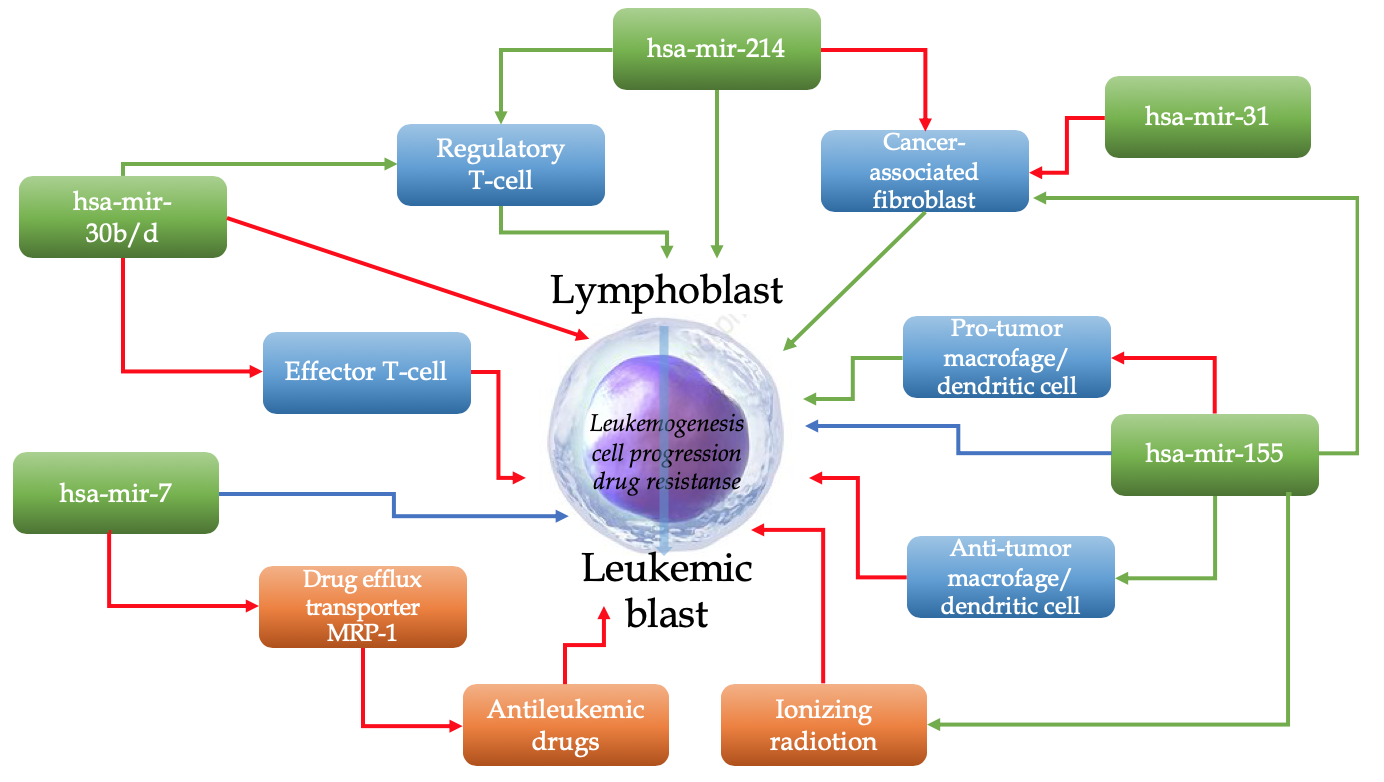 hsa-mir-214
hsa-mir-31
Regulatory
T-cell
Cancer-
associated
fibroblast
hsa-mir-
30b/d
Lymphoblast
Pro-tumor
macrofage/
dendritic cell
Effector T-cell
Leukemogenesis
cell progression
drug resistanse
hsa-mir-155
hsa-mir-7
Anti-tumor
macrofage/
dendritic cell
Leukemic
blast
Drug efflux
transporter
MRP-1
Antileukemic
drugs
Ionizing
radiotion